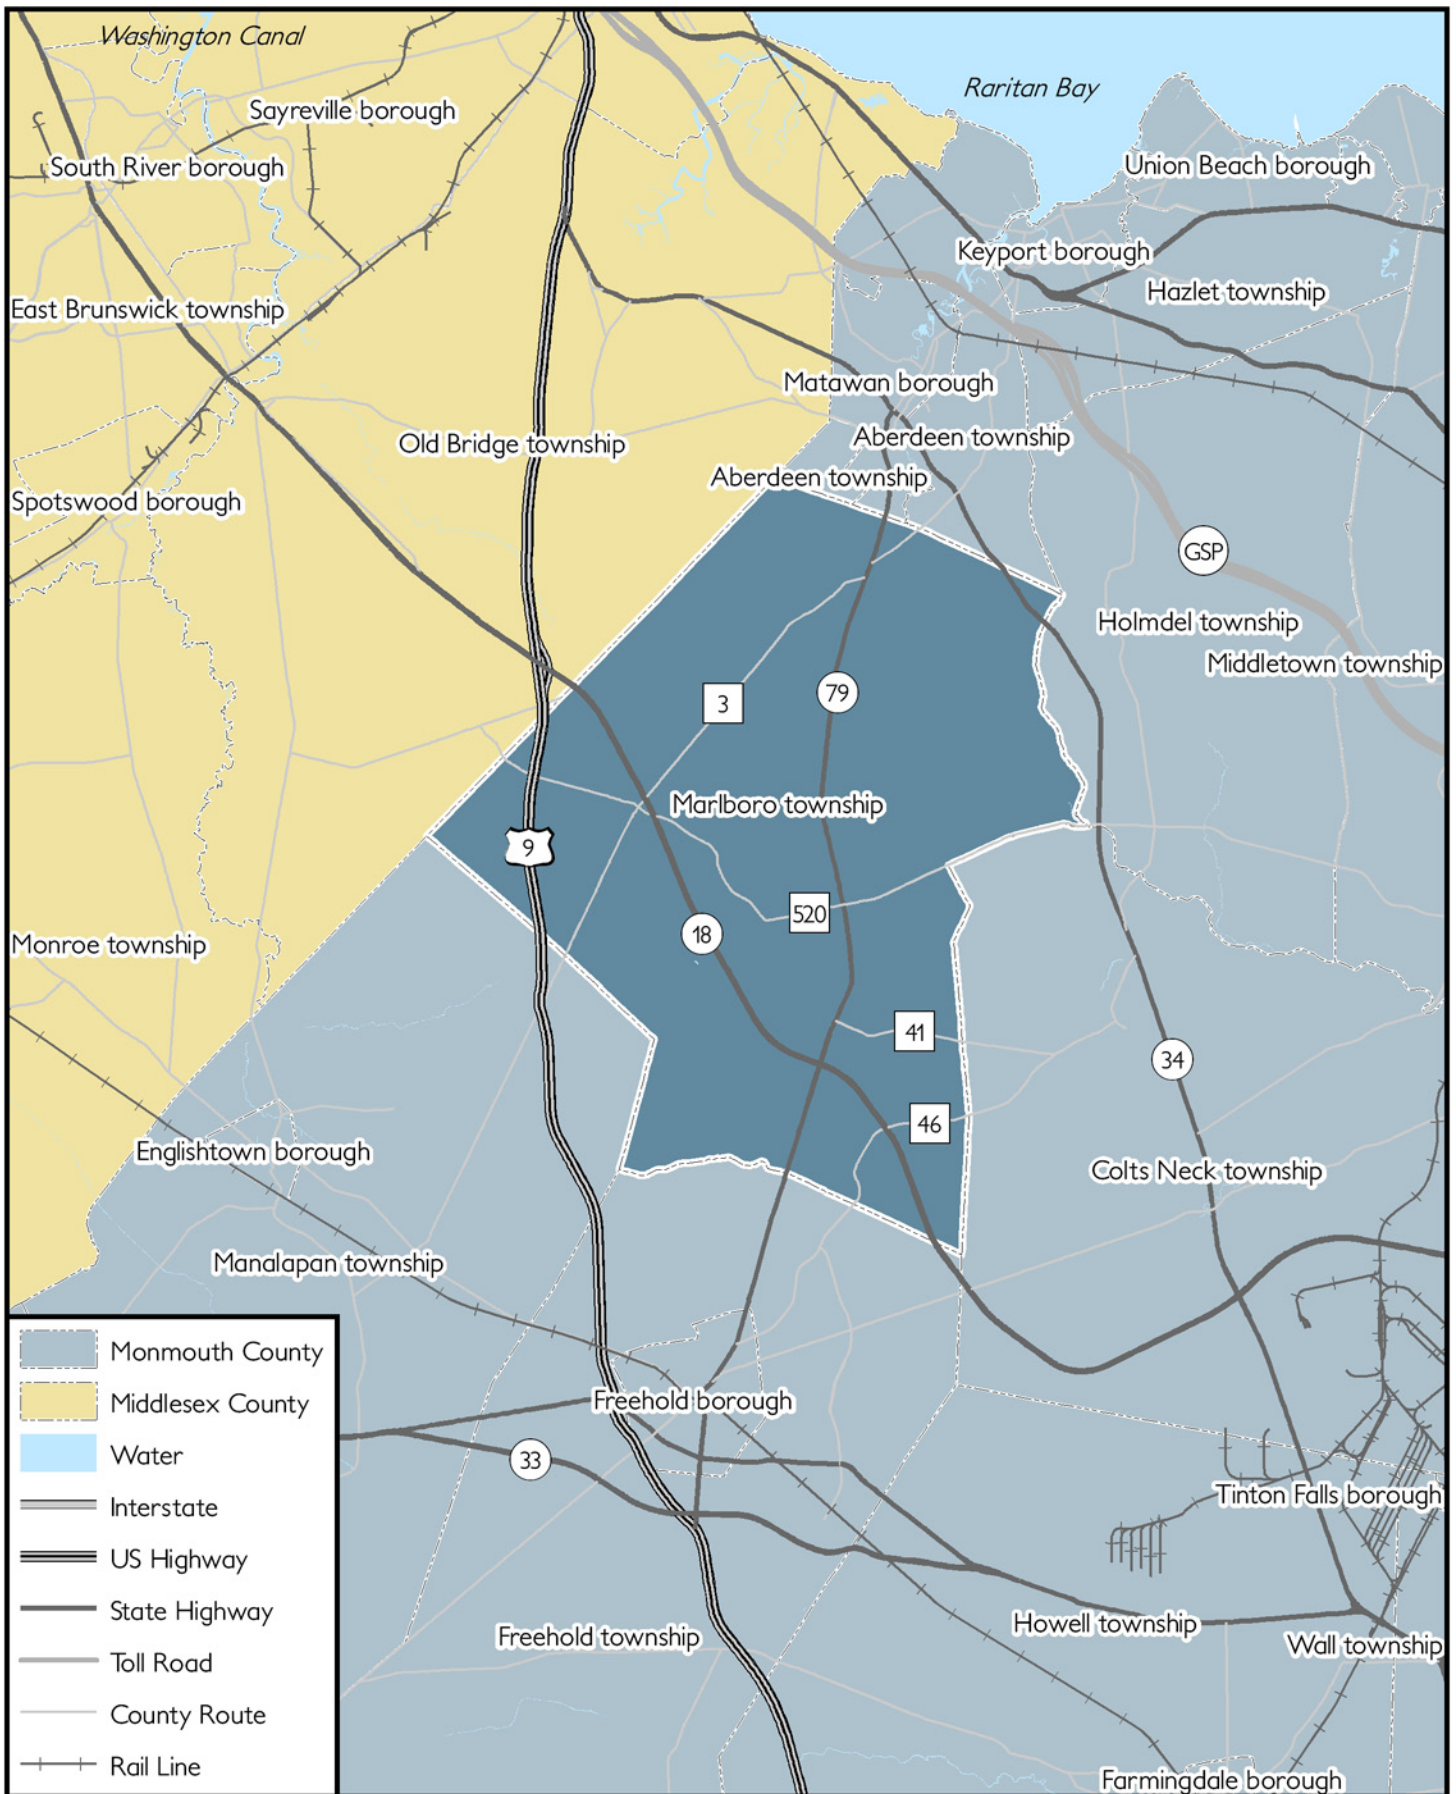 Washington Canal
Raritan Bay
Sayreville borough
South River borough
Union Beach borough
Keyport borough
Hazlet township
East Brunswick township
Matawan borough
Old Bridge township
Aberdeen township
Aberdeen township
Spotswood borough
GSP
Holmdel township
Middletown township
3
79
Marlboro township
9
520
18
Monroe township
41
34
46
Englishtown borough
Colts Neck township
Manalapan township
Freehold borough
33
Tinton Falls borough
Howell township
Freehold township
Wall township
Farmingdale borough
Monmouth County
Middlesex County
Water
Interstate
US Highway
State Highway
Toll Road
County Route
Rail Line